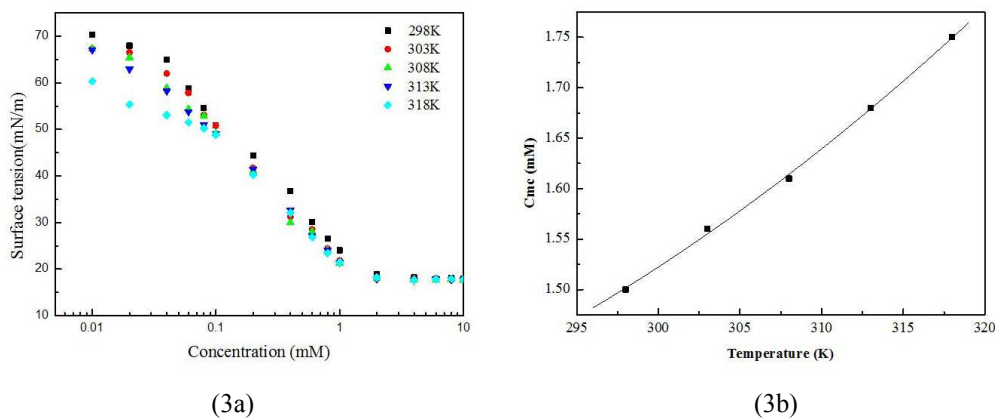 Surface tension(mN/m)
70
60
50
40
30
20
10
0.01
0.1
1
10
Concentration (mM)
298K
303K
308K
313K
318K
(3a)
Cmc (mM)
1.75
1.70
1.65
1.60
1.55
1.50
295
300
305
310
315
320
Temperature (K)
(3b)